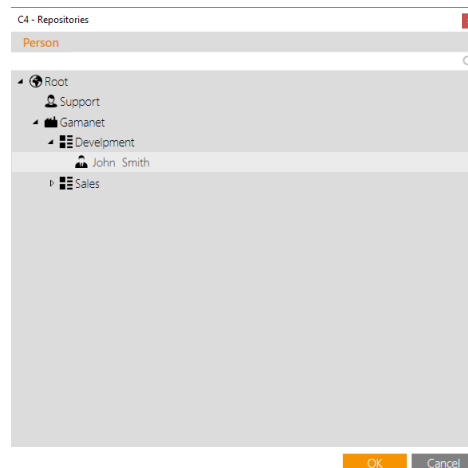 C4 - Repositories
Person
Root
Support
Gamanet
Develpment
John Smith
Sales
OK Cancel